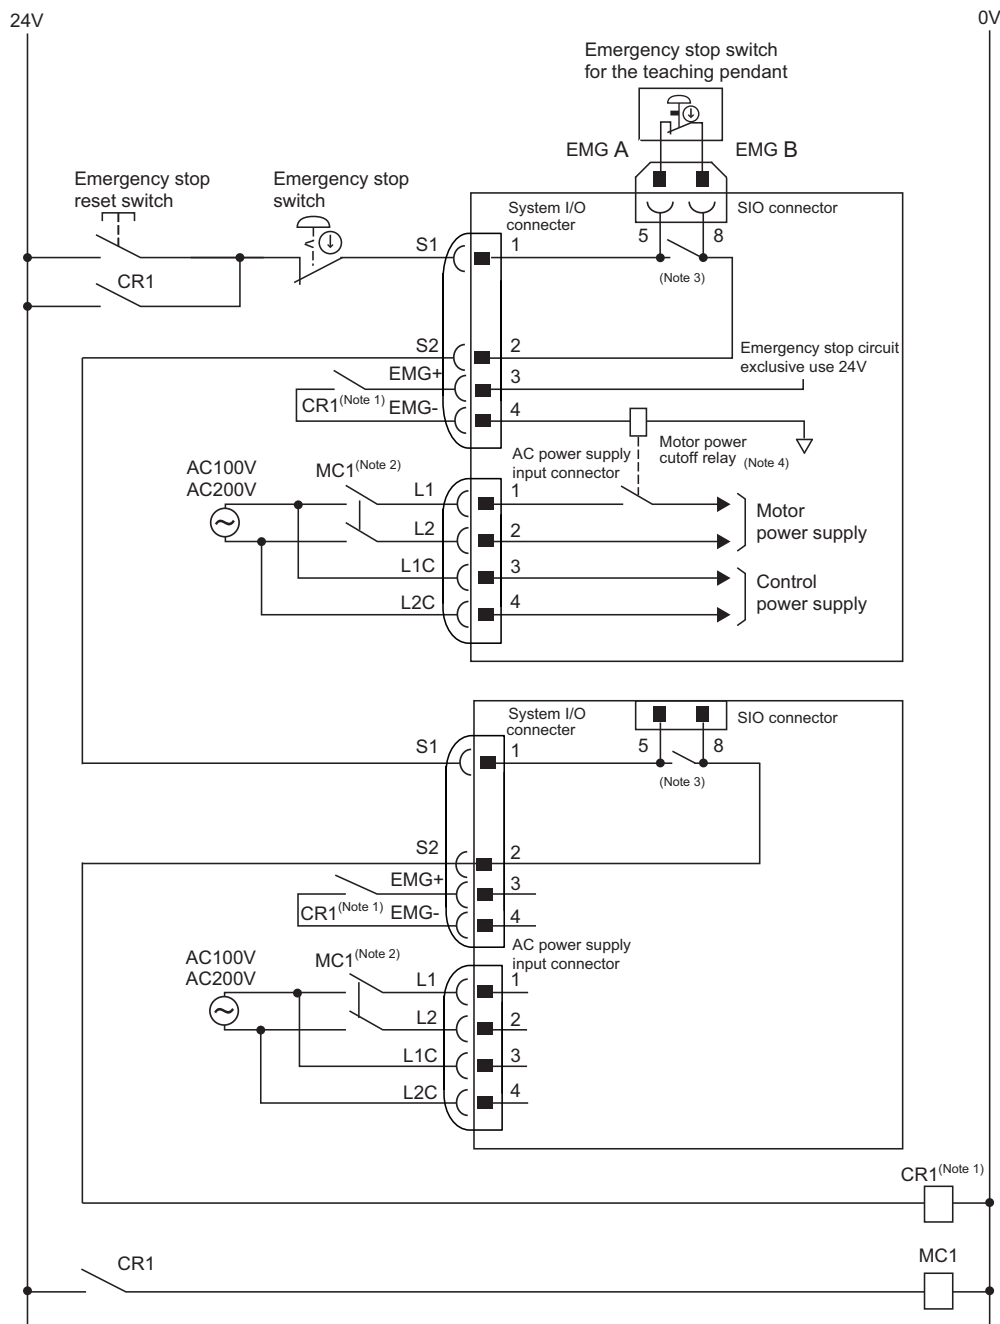 24V
0V
Emergency stop switch
for the teaching pendant
EMG A
EMG B
Emergency stop
reset switch
Emergency stop
switch
System I/O
connecter
SIO connector
S1
1
5
8
CR1
(Note 3)
S2
2
Emergency stop circuit
exclusive use 24V
EMG+
3
CR1(Note 1)
EMG-
4
Motor power
cutoff relay (Note 4)
AC power supply
input connector
AC100V
AC200V
MC1(Note 2)
L1
1
Motor
power supply
L2
2
L1C
3
Control
power supply
L2C
4
System I/O
connecter
SIO connector
S1
1
5
8
(Note 3)
S2
2
EMG+
3
CR1(Note 1)
EMG-
4
AC power supply
input connector
AC100V
AC200V
MC1(Note 2)
L1
1
L2
2
L1C
3
L2C
4
CR1(Note 1)
CR1
MC1